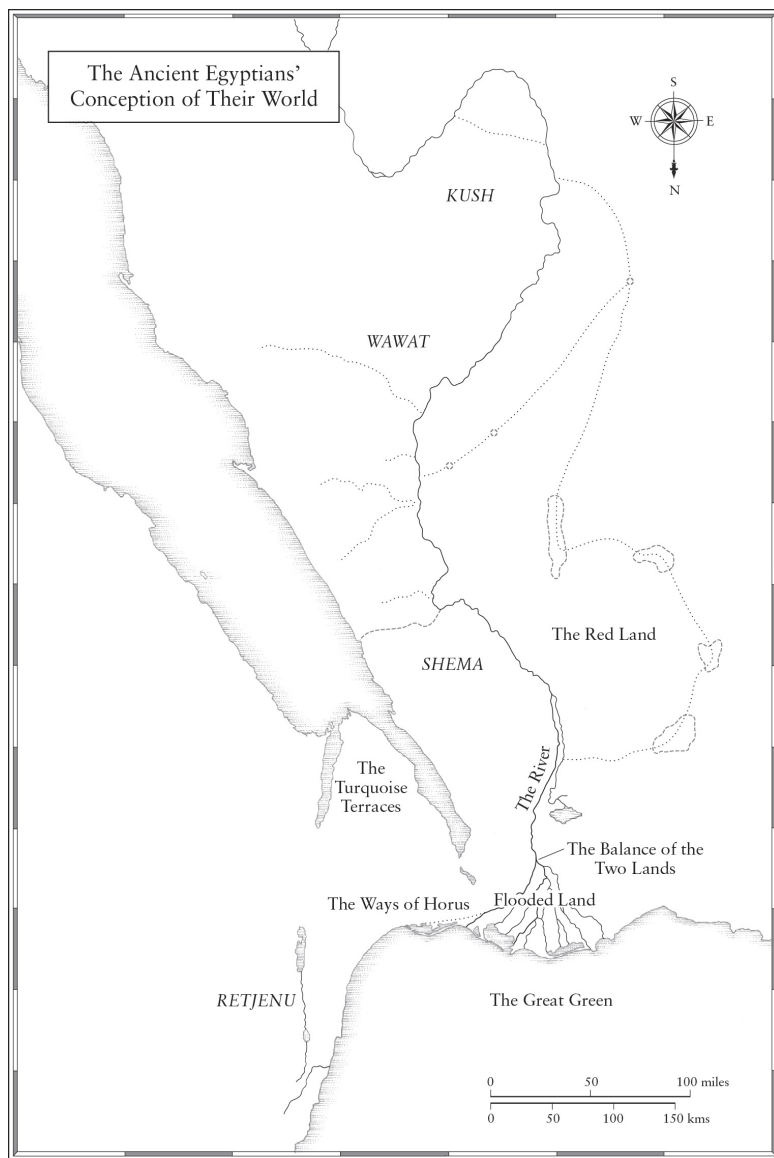 The Ancient Egyptians’
Conception of Their World
S
W
E
N
KUSH
WAWAT
The Red Land
SHEMA
The River
The
Turquoise
Terraces
The Balance of the
Two Lands
The Ways of Horus
Flooded Land
RETJENU
The Great Green
0 50 100 miles
0 50 100 150 kms